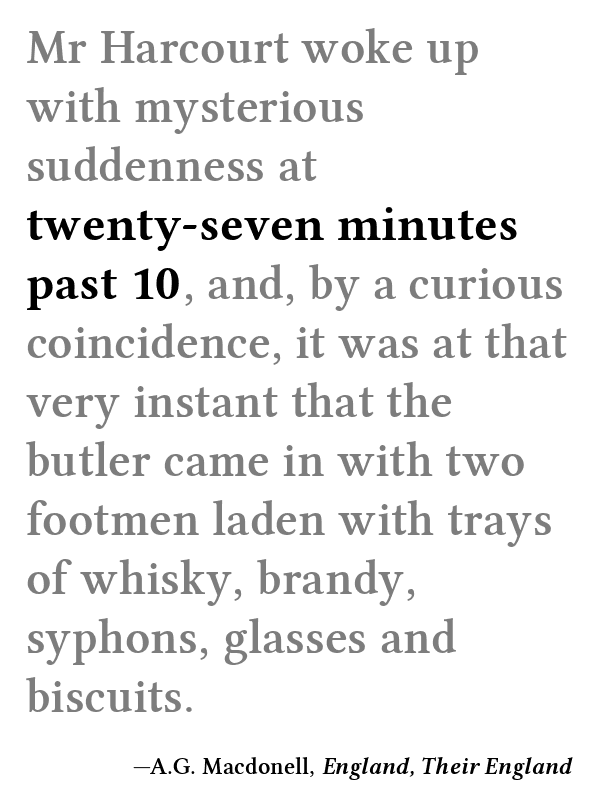 Mr Harcourt woke up
with mysterious
suddenness at
twenty-seven minutes
past 10, and, by a curious
coincidence, it was at that
very instant that the
butler came in with two
footmen laden with trays
of whisky, brandy,
syphons, glasses and
biscuits.
—A.G. Macdonell, England, Their England